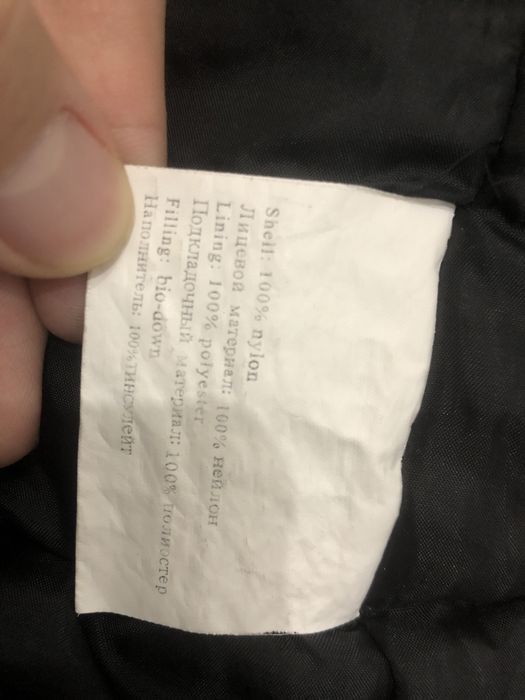 Shell: 100% nylon
Лицевой материал: 100% нейлон
Lining: 100% polyester
Подкладочный материал: 100% полиэстер
Filling: bio-down
Наполнитель: 100%тинсулейт